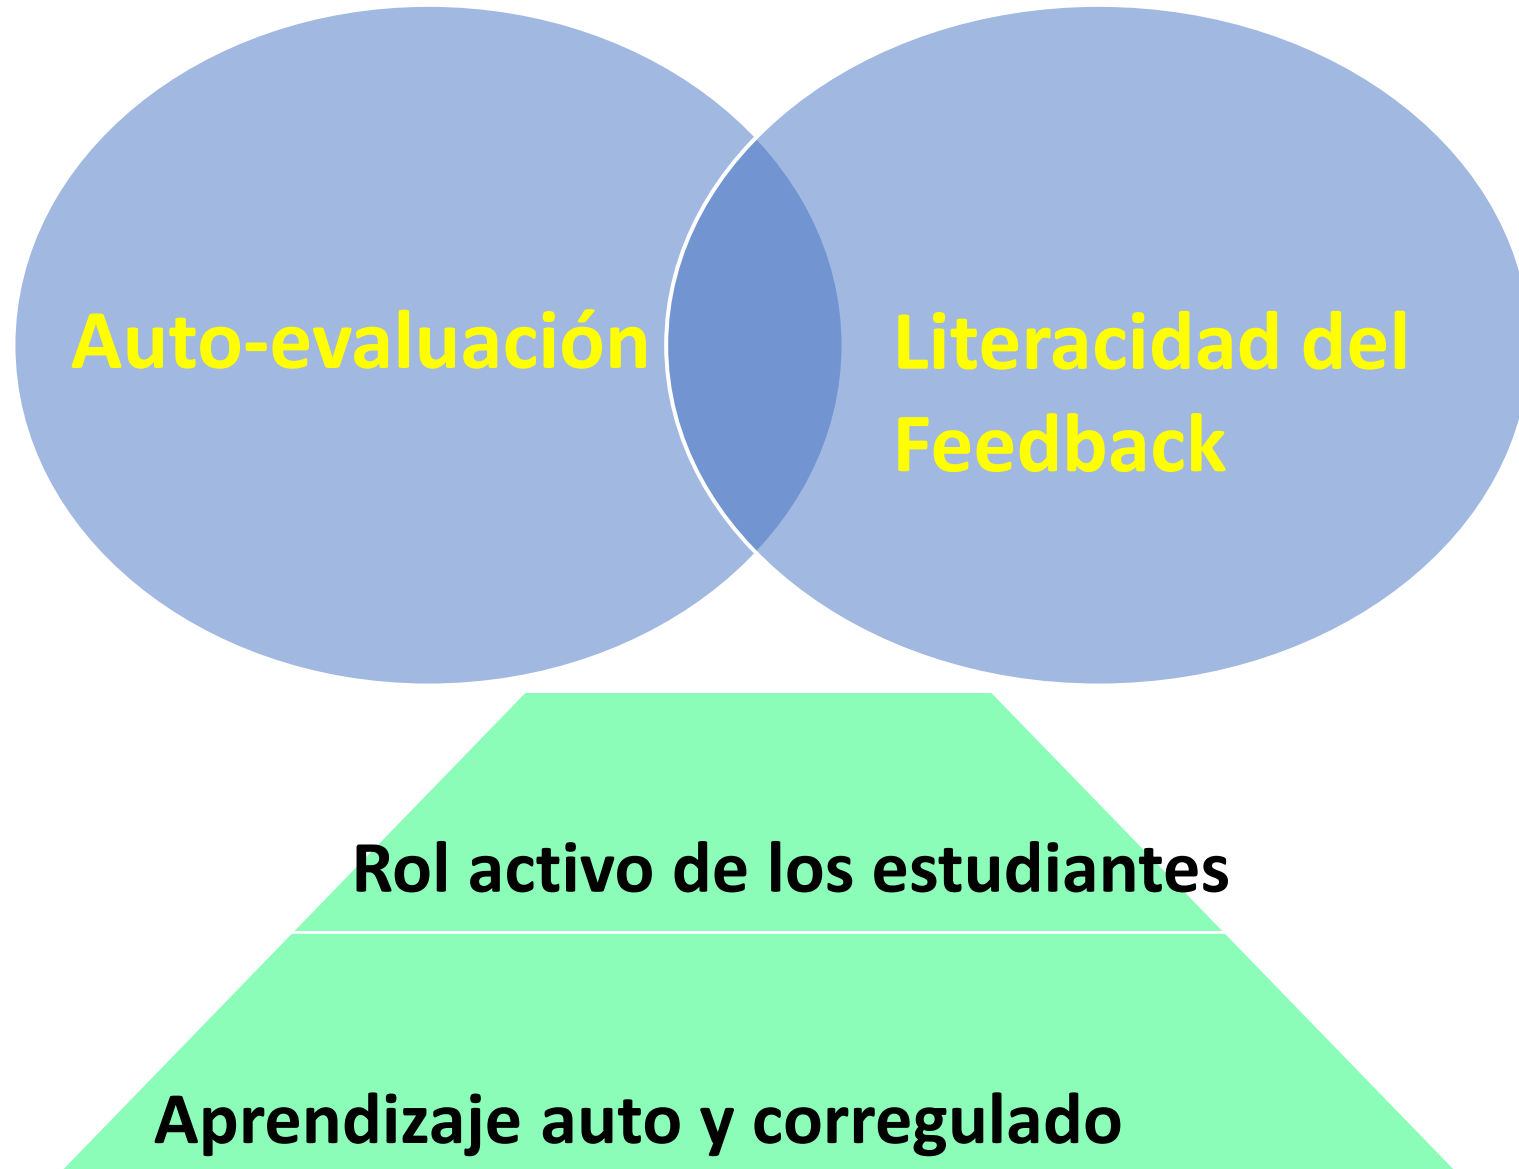 Auto-evaluación
Literacidad del
Feedback
Rol activo de los estudiantes
Aprendizaje auto y corregulado